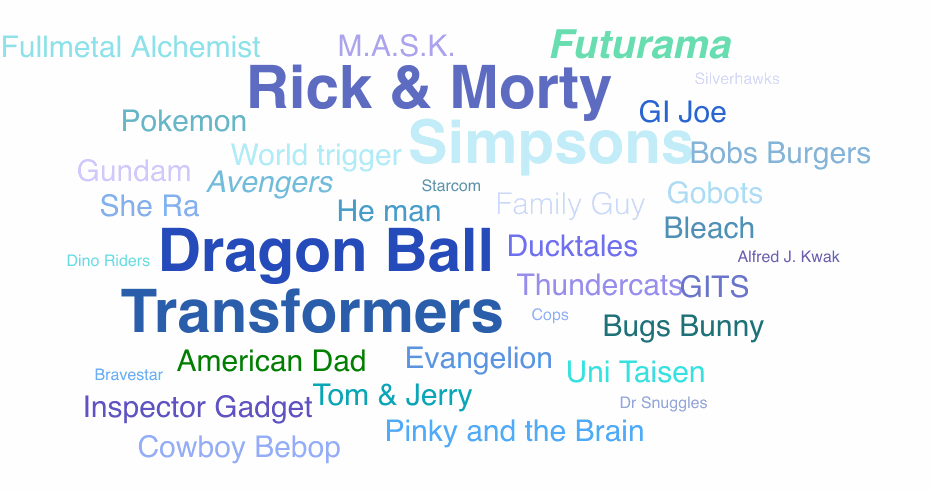 Fullmetal Alchemist
M.A.S.K.
Futurama
Rick & Morty
Silverhawks
GI Joe
Pokemon
Simpsons
World trigger
Bobs Burgers
Gundam
Avengers
Starcom
Gobots
She Ra
He man
Family Guy
Bleach
Dragon Ball
Ducktales
Dino Riders
Alfred J. Kwak
Thundercats
GITS
Transformers
Cops
Bugs Bunny
American Dad
Evangelion
Bravestar
Uni Taisen
Inspector Gadget
Tom & Jerry
Dr Snuggles
Cowboy Bebop
Pinky and the Brain